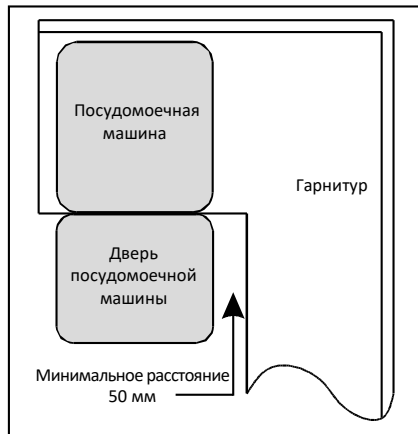 Посудомоечная
машина
Гарнитур
Дверь
посудомоечной
машины
Минимальное расстояние
50 мм